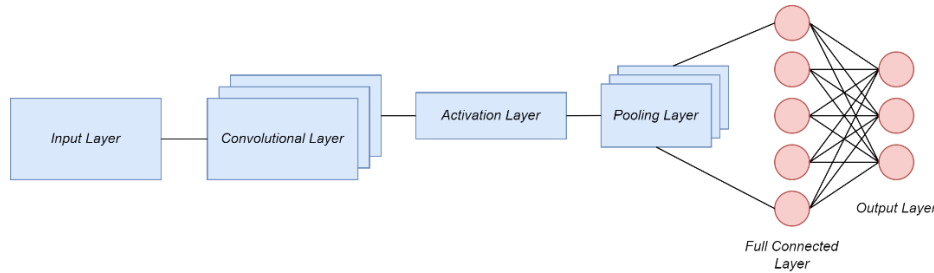 Input Layer
Convolutional Layer
Activation Layer
Pooling Layer
Full Connected
Layer
Output Layer